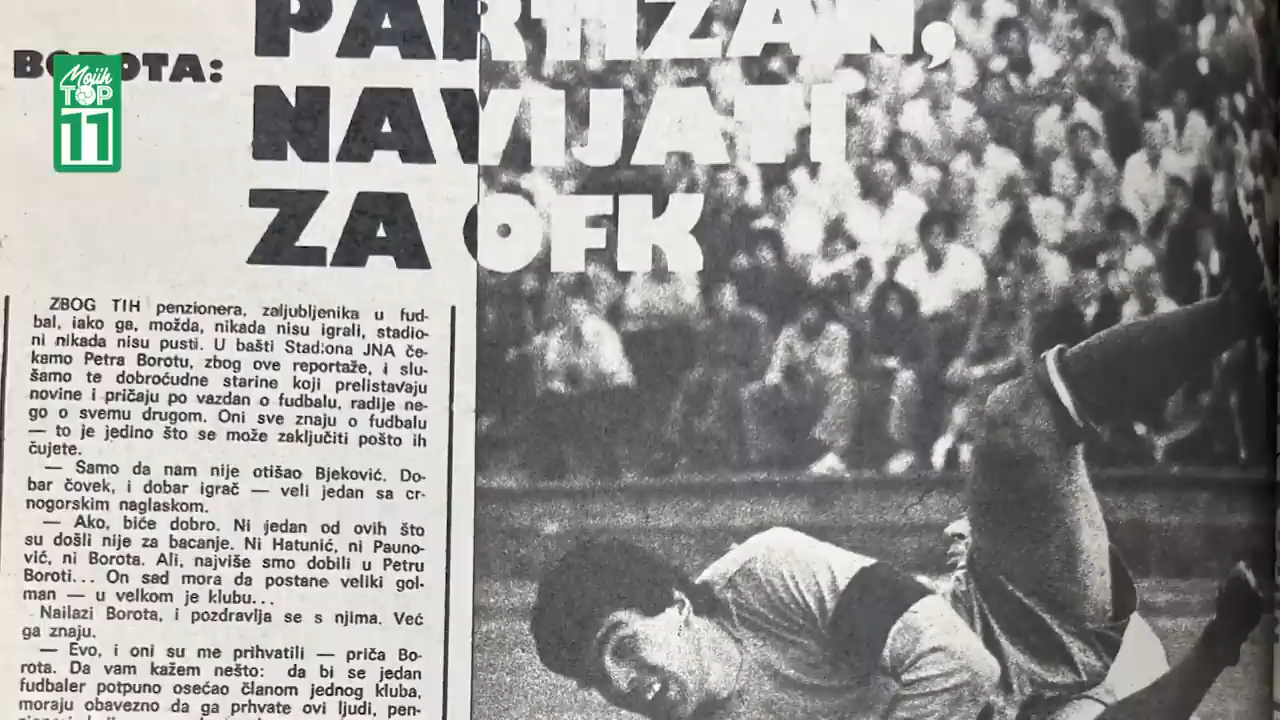 PARTIZAN,
BOROTA:
NAVIJATI
ZA OFK
Mojih
TOP
11
ZBOG TIH penzionera, zaljubljenika u fud-
bal, iako ga, možda, nikada nisu igrali, stadio-
ni nikada nisu pusti. U bašti Stadiona JNA če-
kamo Petra Borotu, zbog ove reportaže, i slu-
šamo te dobroćudne starine koji prelistavaju
novine i pričaju po vazdan o fudbalu, radije ne-
go o svemu drugom. Oni sve znaju o fudbalu
— to je jedino što se može zaključiti pošto ih
čujete.
— Samo da nam nije otišao Bjeković. Do-
bar čovek, i dobar igrač — veli jedan sa cr-
nogorskim naglaskom.
— Ako, biće dobro. Ni jedan od ovih što
su došli nije za bacanje. Ni Hatunić, ni Pauno-
vić, ni Borota. Ali, najviše smo dobili u Petru
Boroti... On sad mora da postane veliki gol-
man — u velkom je klubu...
Nailazi Borota, i pozdravlja se s njima. Već
ga znaju.
— Evo, i oni su me prihvatili — priča Bo-
rota. Da vam kažem nešto: da bi se jedan
fudbaler potpuno osećao članom jednog kluba,
moraju obavezno da ga prhvate ovi ljudi, pen-